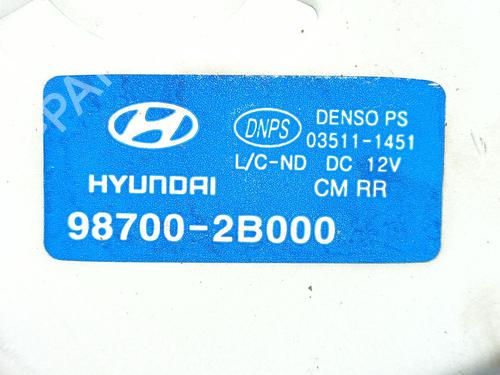 DNPS
DENSO PS
03511-1451
L/C-ND DC 12V
HYUNDAI
CM RR
98700-2B000